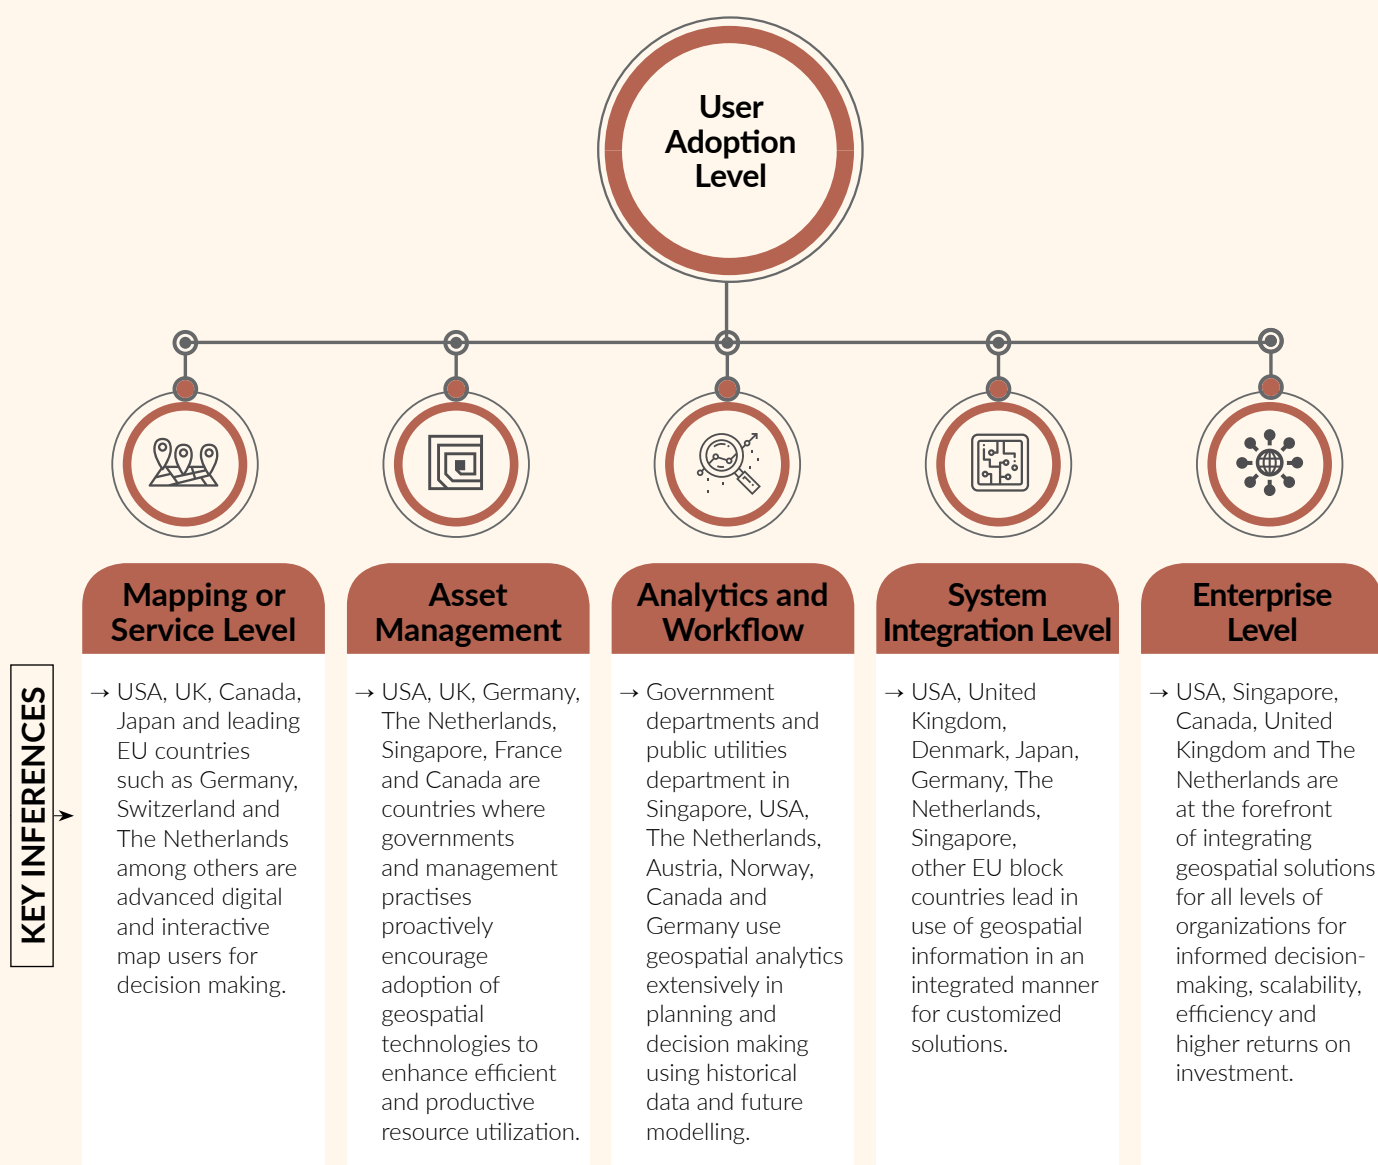 User
Adoption
Level
Mapping or
Service Level
Asset
Management
Analytics and
Workflow
System
Integration Level
Enterprise
Level
KEY INFERENCES
→ USA, UK, Canada,
Japan and leading
EU countries
such as Germany,
Switzerland and
The Netherlands
among others are
advanced digital
and interactive
map users for
decision making.
→ USA, UK, Germany,
The Netherlands,
Singapore, France
and Canada are
countries where
governments
and management
practises
proactively
encourage
adoption of
geospatial
technologies to
enhance efficient
and productive
resource utilization.
→ Government
departments and
public utilities
department in
Singapore, USA,
The Netherlands,
Austria, Norway,
Canada and
Germany use
geospatial analytics
extensively in
planning and
decision making
using historical
data and future
modelling.
→ USA, United
Kingdom,
Denmark, Japan,
Germany, The
Netherlands,
Singapore,
other EU block
countries lead in
use of geospatial
information in an
integrated manner
for customized
solutions.
→ USA, Singapore,
Canada, United
Kingdom and The
Netherlands are
at the forefront
of integrating
geospatial solutions
for all levels of
organizations for
informed decision-
making, scalability,
efficiency and
higher returns on
investment.